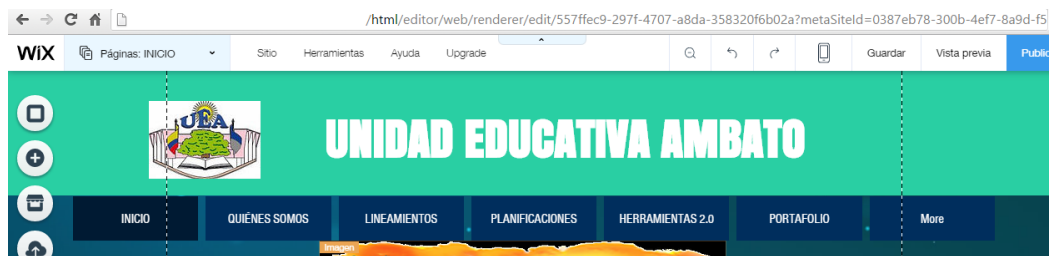 /html/editor/web/renderer/edit/557ffec9-297f-4707-a8da-358320f6b02a?metaSiteId=0387eb78-300b-4ef7-8a9d-f5
WiX Páginas: INICIO Sitio Herramientas Ayuda Upgrade Guardar Vista previa Public
UEA
UNIDAD EDUCATIVA AMBATO
INICIO QUIÉNES SOMOS LINEAMIENTOS PLANIFICACIONES HERRAMIENTAS 2.0 PORTAFOLIO More
Imagen